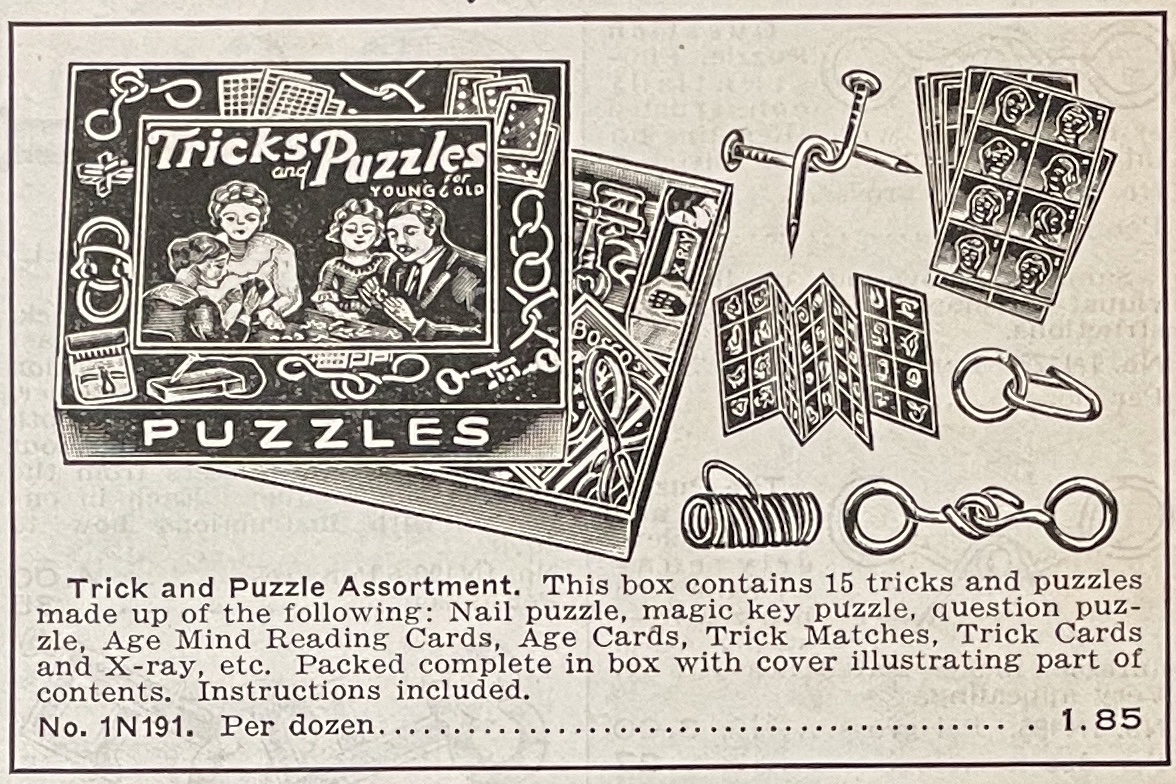 Tricks and Puzzles
for
YOUNG & OLD
X RAY
PUZZLES
Trick and Puzzle Assortment. This box contains 15 tricks and puzzles
made up of the following: Nail puzzle, magic key puzzle, question puz-
zle, Age Mind Reading Cards, Age Cards, Trick Matches, Trick Cards
and X-ray, etc. Packed complete in box with cover illustrating part of
contents. Instructions included.
No. 1N191. Per dozen........................................ 1.85